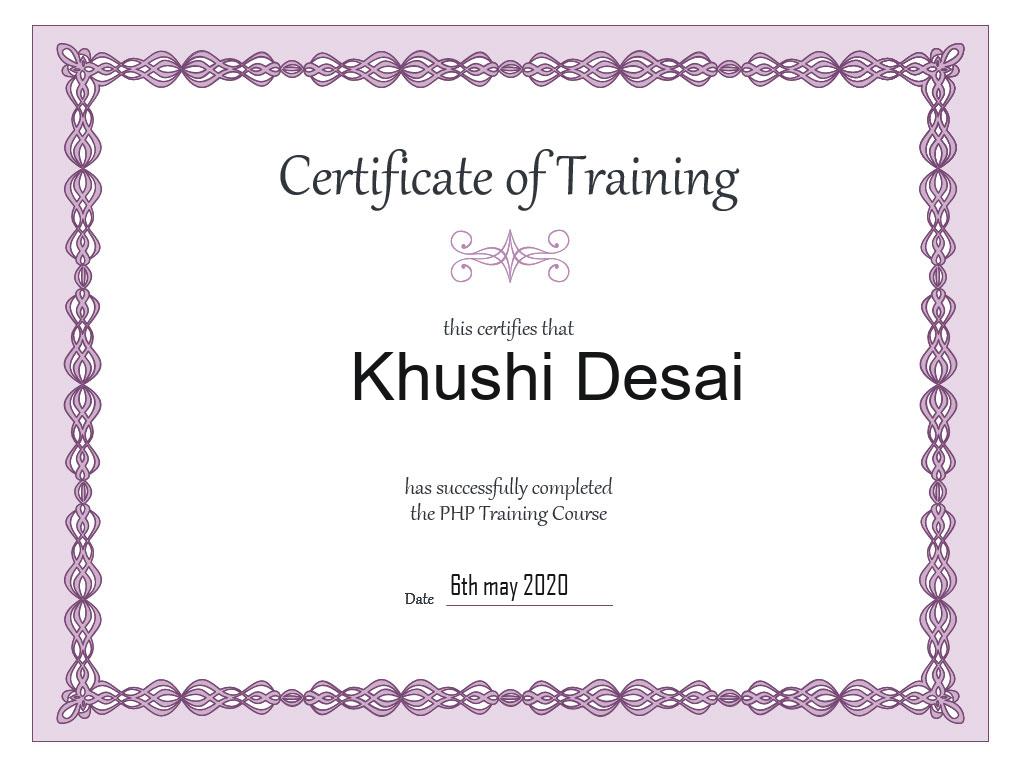 Certificate of Training
this certifies that
Khushi Desai
has successfully completed
the PHP Training Course
Date 6th may 2020